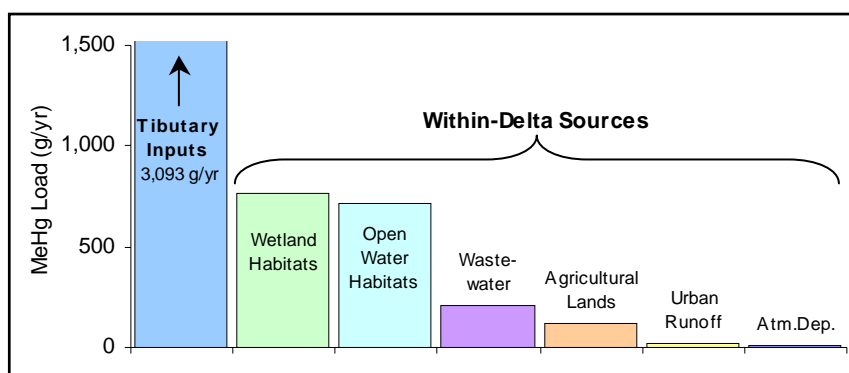 1,500
1,000
500
0
MeHg Load (g/yr)
Tibutary
Inputs
3,093 g/yr
Within-Delta Sources
Wetland
Habitats
Open
Water
Habitats
Waste-
water
Agricultural
Lands
Urban
Runoff
Atm.Dep.